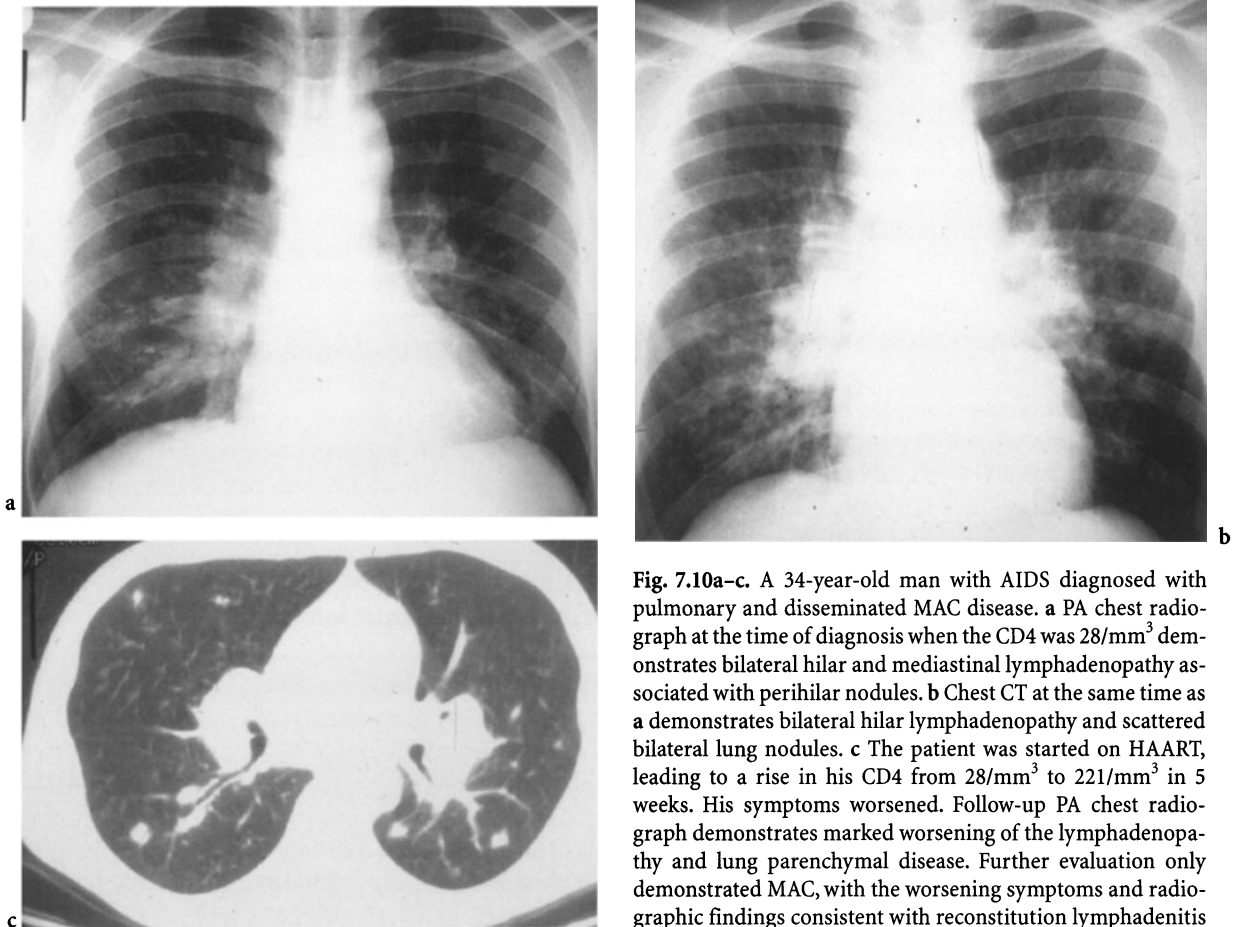 /P
a
b
c
Fig. 7.10a–c. A 34-year-old man with AIDS diagnosed with
pulmonary and disseminated MAC disease. a PA chest radio-
graph at the time of diagnosis when the CD4 was 28/mm³ dem-
onstrates bilateral hilar and mediastinal lymphadenopathy as-
sociated with perihilar nodules. b Chest CT at the same time as
a demonstrates bilateral hilar lymphadenopathy and scattered
bilateral lung nodules. c The patient was started on HAART,
leading to a rise in his CD4 from 28/mm³ to 221/mm³ in 5
weeks. His symptoms worsened. Follow-up PA chest radio-
graph demonstrates marked worsening of the lymphadenopa-
thy and lung parenchymal disease. Further evaluation only
demonstrated MAC, with the worsening symptoms and radio-
graphic findings consistent with reconstitution lymphadenitis